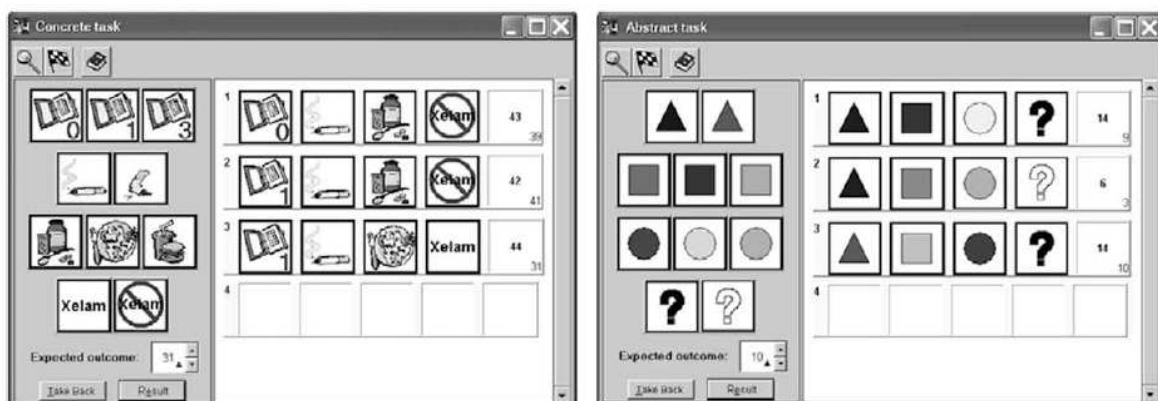 Concrete task
0 1 3
Xelam Xelam
Expected outcome: 31
Take Back Result
1 0 Xelam 43 39
2 1 Xelam 42 41
3 1 Xelam 44 31
4
Abstract task
? ?
Expected outcome: 10
Take Back Result
1 ? 14 9
2 ? 6 3
3 ? 14 10
4